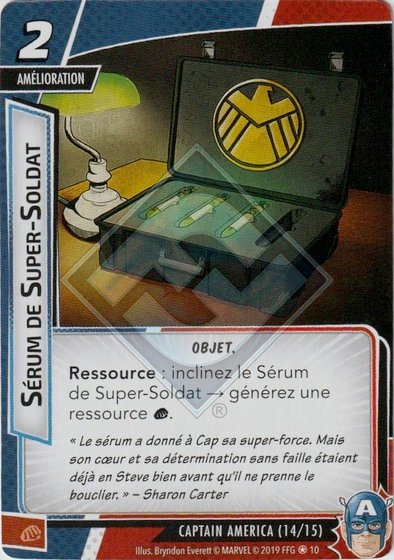 2
AMÉLIORATION
SÉRUM DE SUPER-SOLDAT
OBJET.
Ressource : inclinez le Sérum
de Super-Soldat → générez une
ressource .
®
« Le sérum a donné à Cap sa super-force. Mais
son cœur et sa détermination sans faille étaient
déjà en Steve bien avant qu'il ne prenne le
bouclier. » – Sharon Carter
CAPTAIN AMERICA (14/15)
Illus. Bryndon Everett © MARVEL © 2019 FFG 10
A